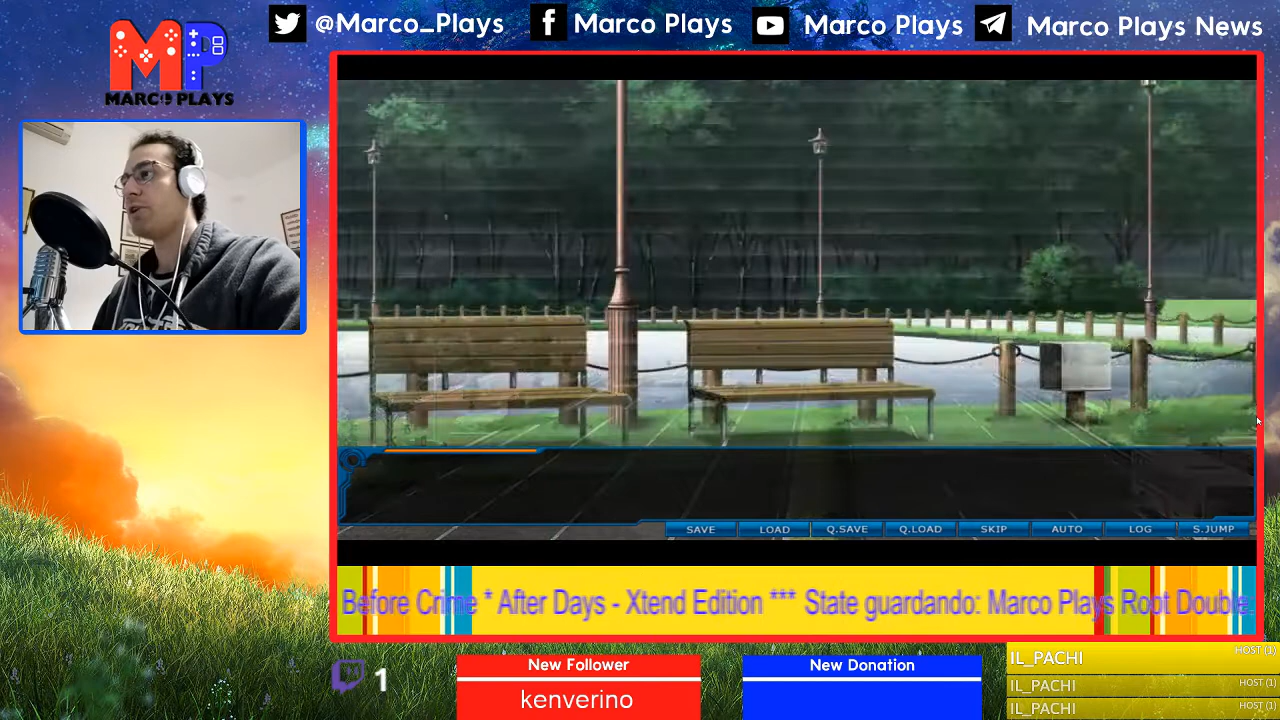 @Marco_Plays
Marco Plays
Marco Plays
Marco Plays News
MP
MARCO PLAYS
SAVE
LOAD
Q.SAVE
Q.LOAD
SKIP
AUTO
LOG
S.JUMP
Before Crime * After Days - Xtend Edition *** State guardando: Marco Plays Root Double
1
New Follower
kenverino
New Donation
IL_PACHI
HOST (1)
IL_PACHI
HOST (1)
IL_PACHI
HOST (1)